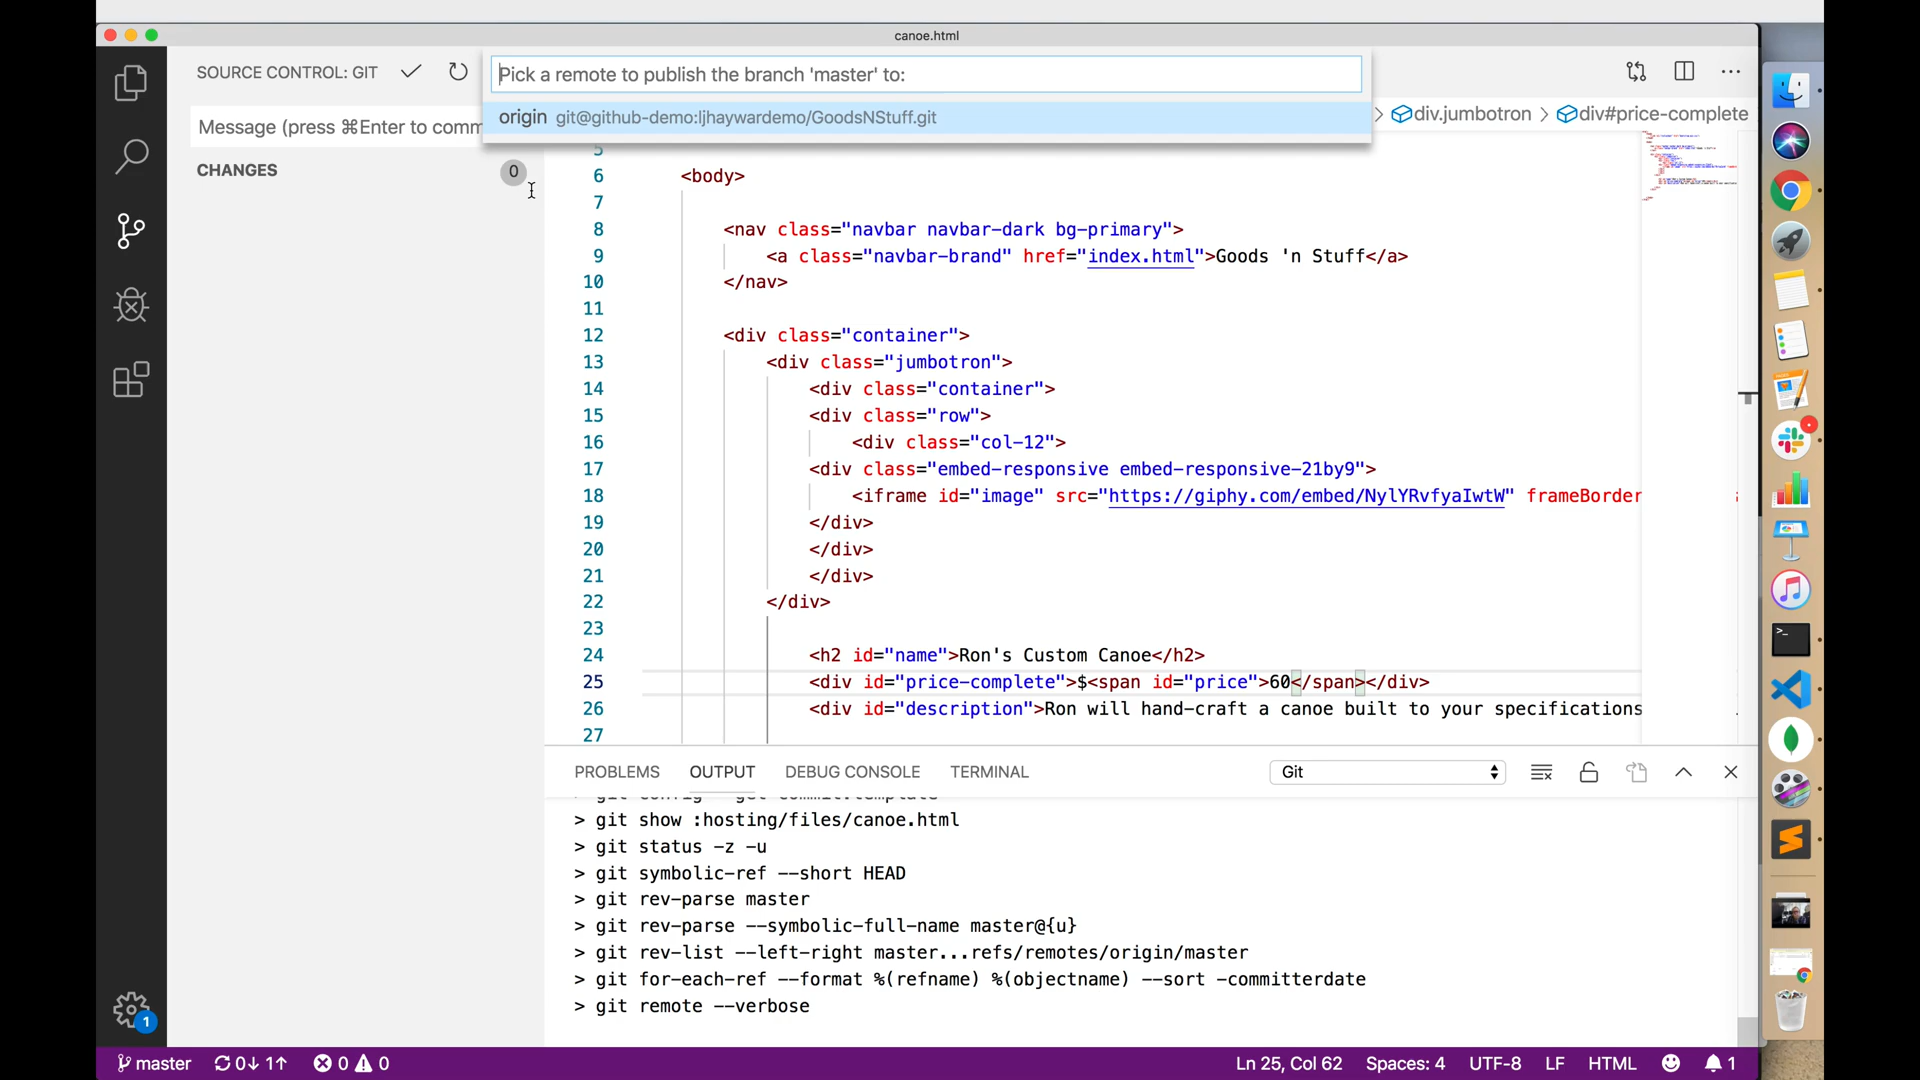 canoe.html
SOURCE CONTROL: GIT
Pick a remote to publish the branch 'master' to:
origin git@github-demo:ljhaywardemo/GoodsNStuff.git
div.jumbotron
div#price-complete
Message (press ⌘Enter to comm
CHANGES
0
5
6 <body>
7
8 <nav class="navbar navbar-dark bg-primary">
9 <a class="navbar-brand" href="index.html">Goods 'n Stuff</a>
10 </nav>
11
12 <div class="container">
13 <div class="jumbotron">
14 <div class="container">
15 <div class="row">
16 <div class="col-12">
17 <div class="embed-responsive embed-responsive-21by9">
18 <iframe id="image" src="https://giphy.com/embed/NylYRvfyaIwtW" frameBorder
19 </div>
20 </div>
21 </div>
22 </div>
23
24 <h2 id="name">Ron's Custom Canoe</h2>
25 <div id="price-complete">$<span id="price">60</span></div>
26 <div id="description">Ron will hand-craft a canoe built to your specifications
27
PROBLEMS OUTPUT DEBUG CONSOLE TERMINAL
Git
> git config --get commit.template
> git show :hosting/files/canoe.html
> git status -z -u
> git symbolic-ref --short HEAD
> git rev-parse master
> git rev-parse --symbolic-full-name master@{u}
> git rev-list --left-right master...refs/remotes/origin/master
> git for-each-ref --format %(refname) %(objectname) --sort -committerdate
> git remote --verbose
1
master 0↓ 1↑ 0 0
Ln 25, Col 62 Spaces: 4 UTF-8 LF HTML 1